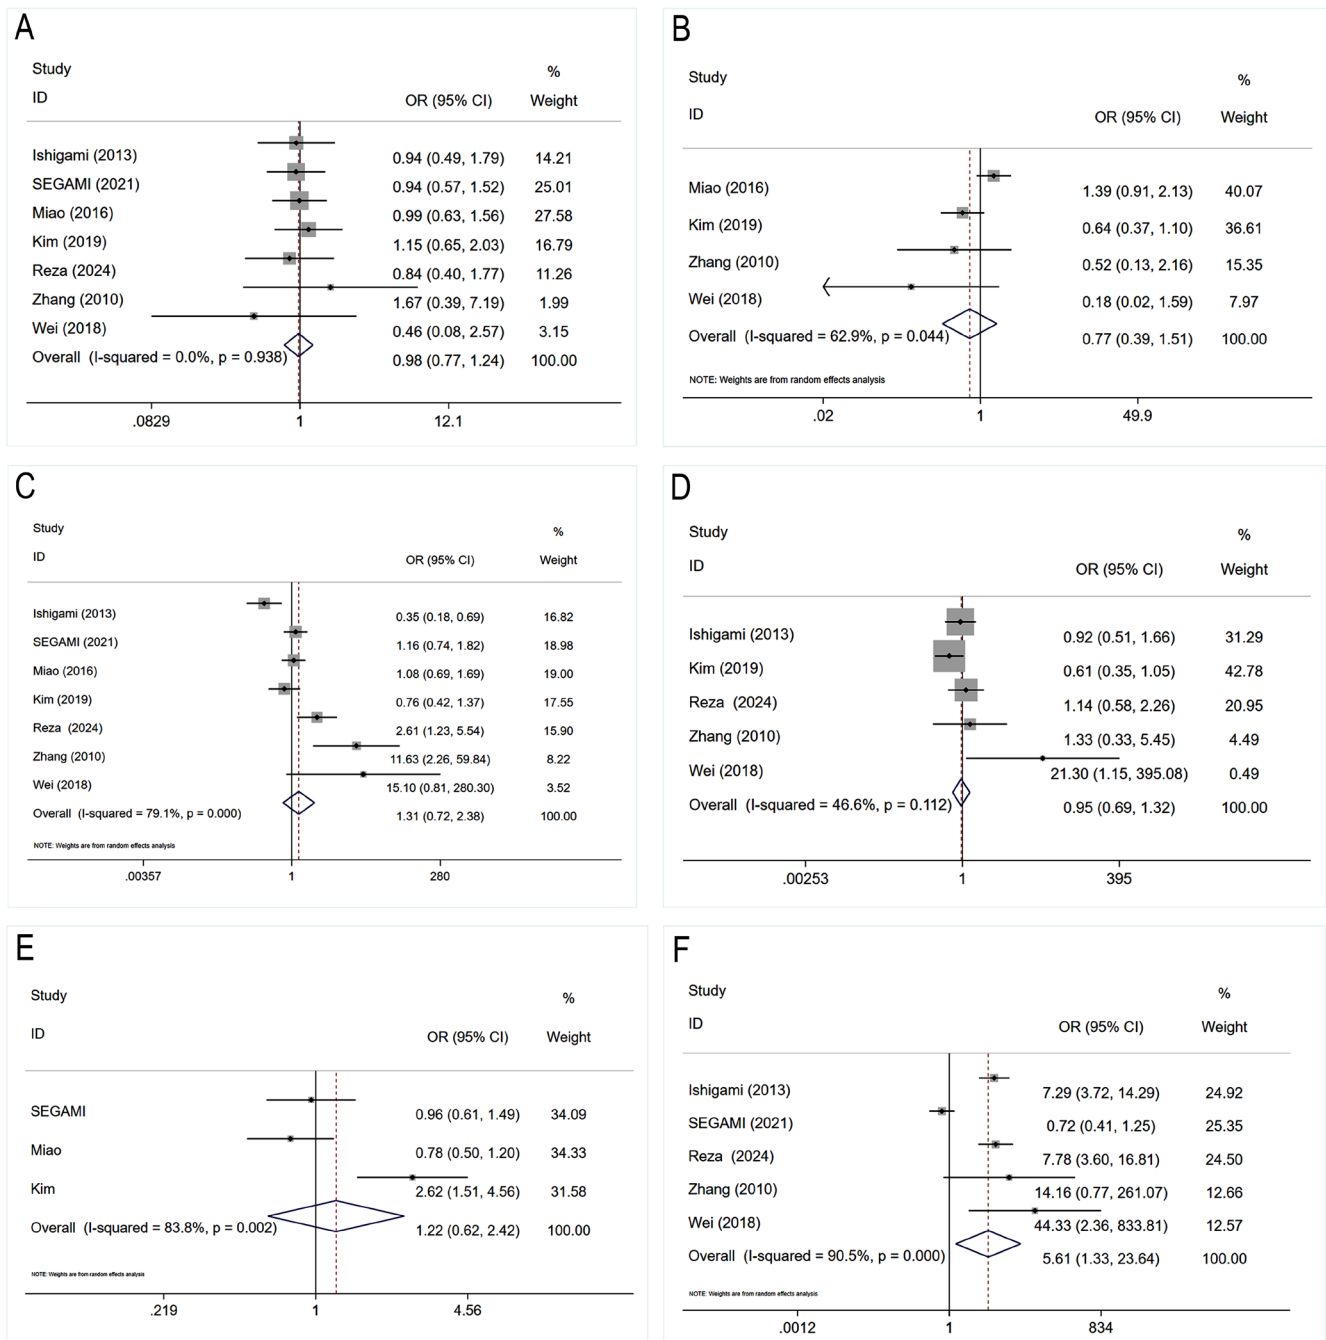 A
Study %
ID OR (95% CI) Weight
Ishigami (2013) 0.94 (0.49, 1.79) 14.21
SEGAMI (2021) 0.94 (0.57, 1.52) 25.01
Miao (2016) 0.99 (0.63, 1.56) 27.58
Kim (2019) 1.15 (0.65, 2.03) 16.79
Reza (2024) 0.84 (0.40, 1.77) 11.26
Zhang (2010) 1.67 (0.39, 7.19) 1.99
Wei (2018) 0.46 (0.08, 2.57) 3.15
Overall (I-squared = 0.0%, p = 0.938) 0.98 (0.77, 1.24) 100.00
.0829 1 12.1
B
Study %
ID OR (95% CI) Weight
Miao (2016) 1.39 (0.91, 2.13) 40.07
Kim (2019) 0.64 (0.37, 1.10) 36.61
Zhang (2010) 0.52 (0.13, 2.16) 15.35
Wei (2018) 0.18 (0.02, 1.59) 7.97
Overall (I-squared = 62.9%, p = 0.044) 0.77 (0.39, 1.51) 100.00
NOTE: Weights are from random effects analysis
.02 1 49.9
C
Study %
ID OR (95% CI) Weight
Ishigami (2013) 0.35 (0.18, 0.69) 16.82
SEGAMI (2021) 1.16 (0.74, 1.82) 18.98
Miao (2016) 1.08 (0.69, 1.69) 19.00
Kim (2019) 0.76 (0.42, 1.37) 17.55
Reza (2024) 2.61 (1.23, 5.54) 15.90
Zhang (2010) 11.63 (2.26, 59.84) 8.22
Wei (2018) 15.10 (0.81, 280.30) 3.52
Overall (I-squared = 79.1%, p = 0.000) 1.31 (0.72, 2.38) 100.00
NOTE: Weights are from random effects analysis
.00357 1 280
D
Study %
ID OR (95% CI) Weight
Ishigami (2013) 0.92 (0.51, 1.66) 31.29
Kim (2019) 0.61 (0.35, 1.05) 42.78
Reza (2024) 1.14 (0.58, 2.26) 20.95
Zhang (2010) 1.33 (0.33, 5.45) 4.49
Wei (2018) 21.30 (1.15, 395.08) 0.49
Overall (I-squared = 46.6%, p = 0.112) 0.95 (0.69, 1.32) 100.00
.00253 1 395
E
Study %
ID OR (95% CI) Weight
SEGAMI 0.96 (0.61, 1.49) 34.09
Miao 0.78 (0.50, 1.20) 34.33
Kim 2.62 (1.51, 4.56) 31.58
Overall (I-squared = 83.8%, p = 0.002) 1.22 (0.62, 2.42) 100.00
NOTE: Weights are from random effects analysis
.219 1 4.56
F
Study %
ID OR (95% CI) Weight
Ishigami (2013) 7.29 (3.72, 14.29) 24.92
SEGAMI (2021) 0.72 (0.41, 1.25) 25.35
Reza (2024) 7.78 (3.60, 16.81) 24.50
Zhang (2010) 14.16 (0.77, 261.07) 12.66
Wei (2018) 44.33 (2.36, 833.81) 12.57
Overall (I-squared = 90.5%, p = 0.000) 5.61 (1.33, 23.64) 100.00
NOTE: Weights are from random effects analysis
.0012 1 834